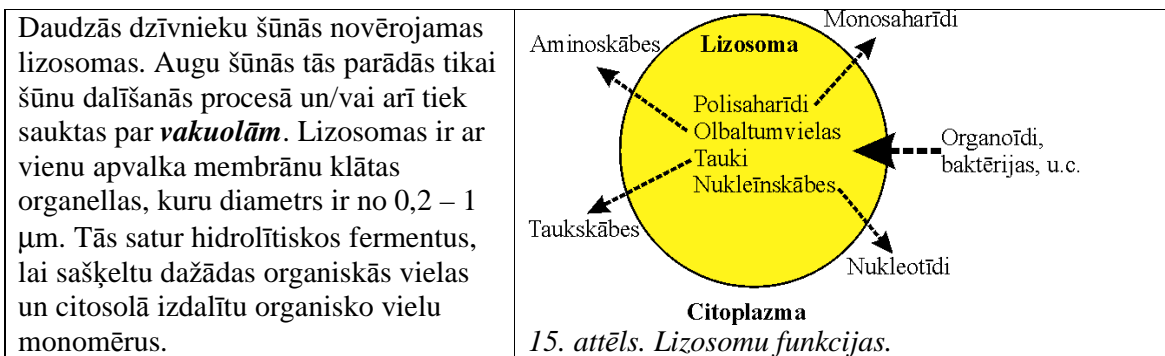 Daudzās dzīvnieku šūnās novērojamas
lizosomas. Augu šūnās tās parādās tikai
šūnu dalīšanās procesā un/vai arī tiek
sauktas par vakuolām. Lizosomas ir ar
vienu apvalka membrānu klātas
organellas, kuru diametrs ir no 0,2 – 1
μm. Tās satur hidrolītiskos fermentus,
lai sašķeltu dažādas organiskās vielas
un citosolā izdalītu organisko vielu
monomērus.
Monosaharīdi
Aminoskābes
Lizosoma
Polisaharīdi
Olbaltumvielas
Tauki
Nukleīnskābes
Organoīdi,
baktērijas, u.c.
Taukskābes
Nukleotīdi
Citoplazma
15. attēls. Lizosomu funkcijas.